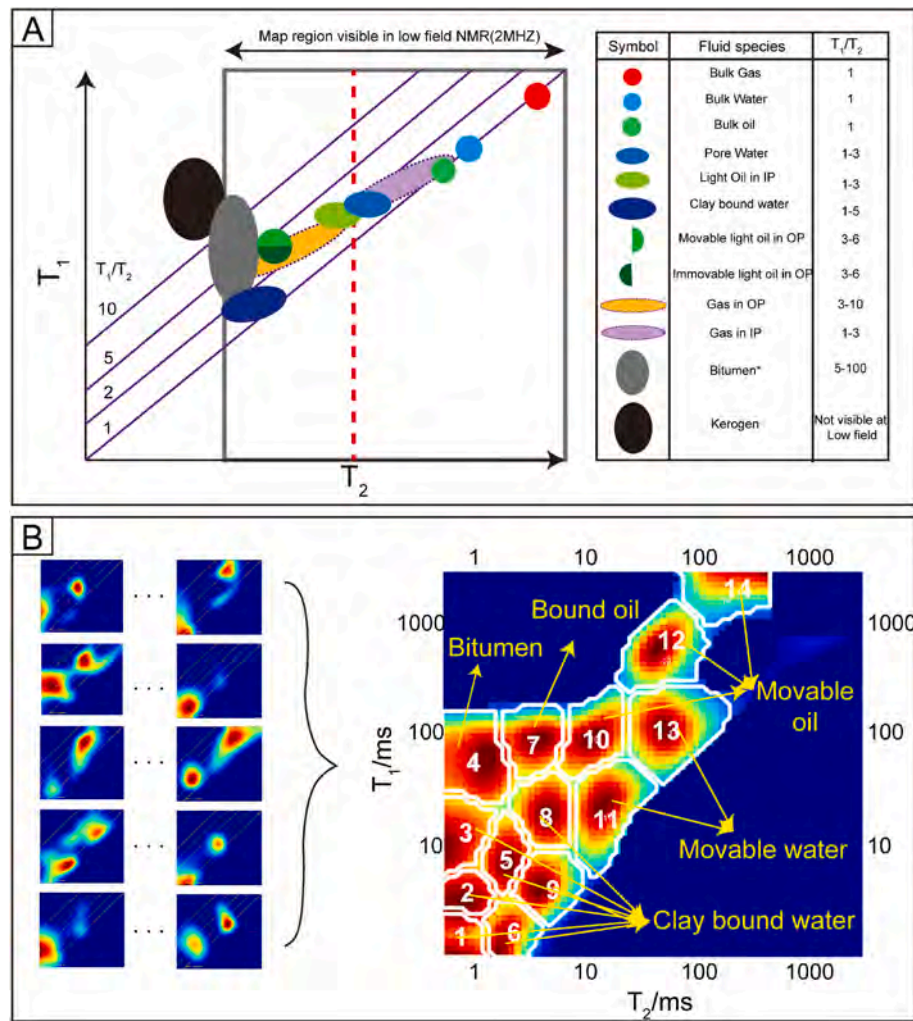 A
Map region visible in low field NMR(2MHZ)
T1
T1/T2
10
5
2
1
T2
Symbol Fluid species T1/T2
Bulk Gas 1
Bulk Water 1
Bulk oil 1
Pore Water 1-3
Light Oil in IP 1-3
Clay bound water 1-5
Movable light oil in OP 3-6
Immovable light oil in OP 3-6
Gas in OP 3-10
Gas in IP 1-3
Bitumen* 5-100
Kerogen Not visible at
Low field
B
. . .
. . .
. . .
. . .
. . .
1 10 100 1000
1000
100
10
T1/ms
Bitumen
Bound oil
Movable
oil
Movable water
Clay bound water
14
12
13
10
7
4
11
8
3
5
9
2
6
1
1000
100
10
1 10 100 1000
T2/ms